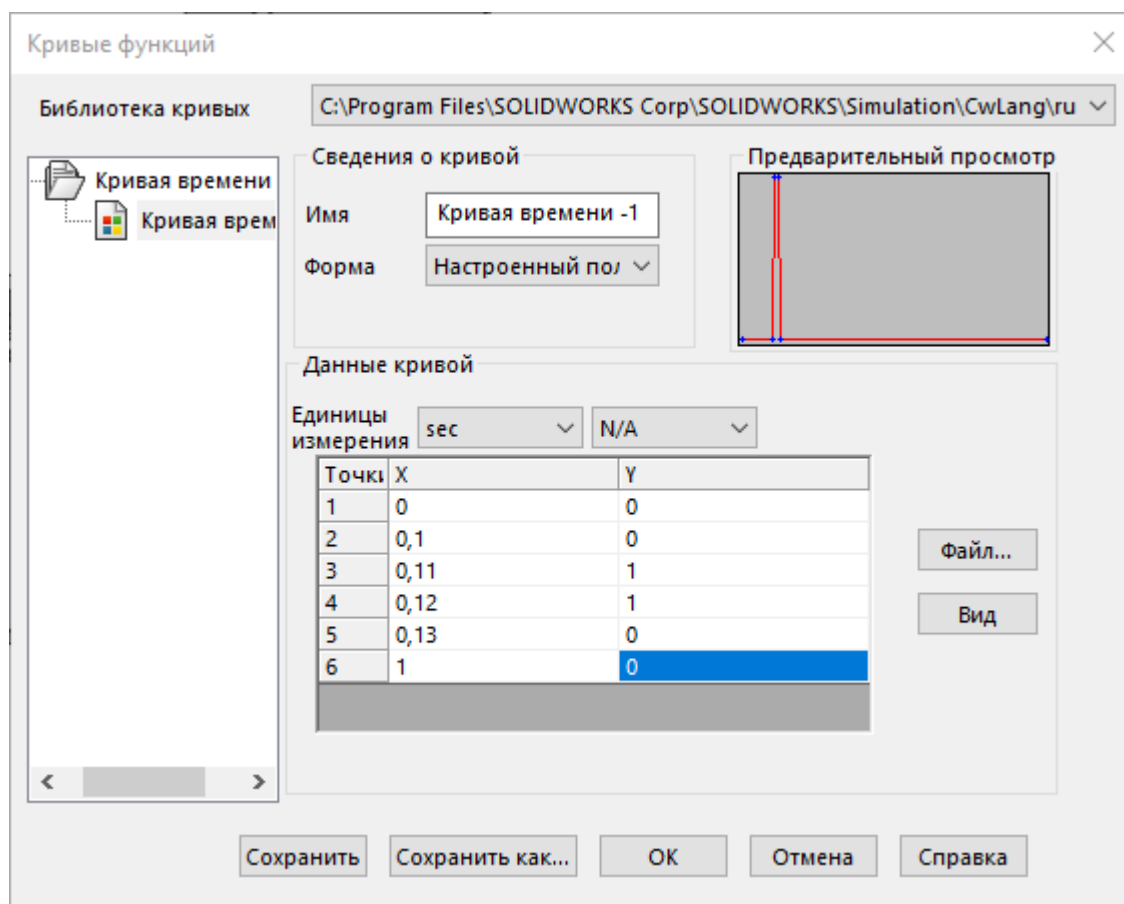 Кривые функций
Библиотека кривых
C:\Program Files\SOLIDWORKS Corp\SOLIDWORKS\Simulation\CwLang\ru
Кривая времени
Кривая врем
Сведения о кривой
Имя
Кривая времени -1
Форма
Настроенный пол
Предварительный просмотр
Данные кривой
Единицы
измерения
sec
N/A
Точки X Y
1 0 0
2 0,1 0
3 0,11 1
4 0,12 1
5 0,13 0
6 1 0
Файл...
Вид
Сохранить
Сохранить как...
OK
Отмена
Справка